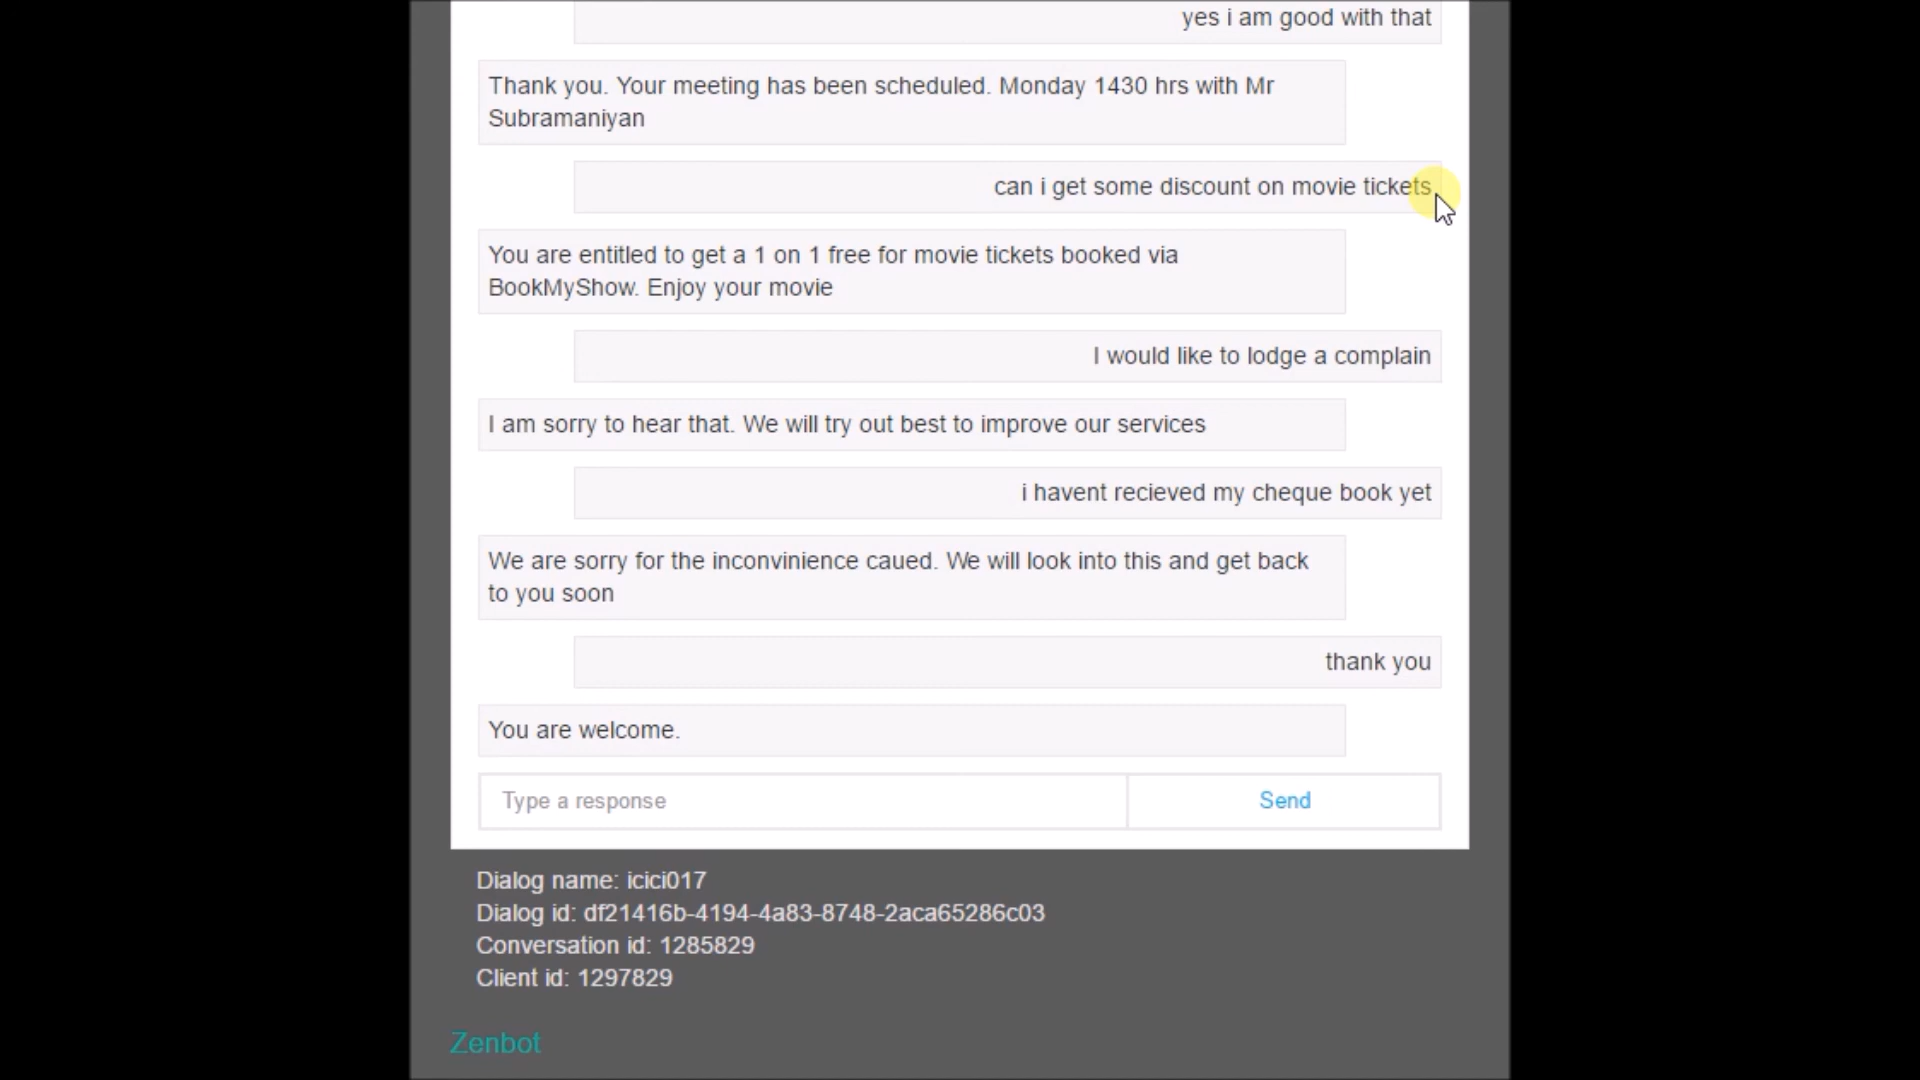 yes i am good with that
Thank you. Your meeting has been scheduled. Monday 1430 hrs with Mr
Subramaniyan
can i get some discount on movie tickets
You are entitled to get a 1 on 1 free for movie tickets booked via
BookMyShow. Enjoy your movie
I would like to lodge a complain
I am sorry to hear that. We will try out best to improve our services
i havent recieved my cheque book yet
We are sorry for the inconvinience caued. We will look into this and get back
to you soon
thank you
You are welcome.
Type a response
Send
Dialog name: icici017
Dialog id: df21416b-4194-4a83-8748-2aca65286c03
Conversation id: 1285829
Client id: 1297829
Zenbot